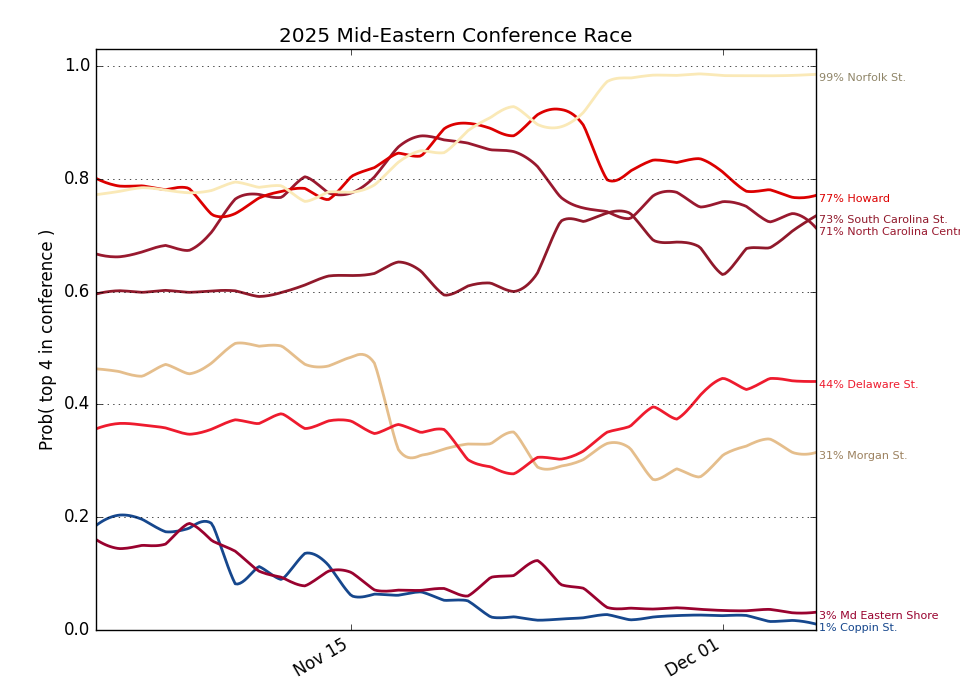 2025 Mid-Eastern Conference Race
Prob( top 4 in conference )
1.0
0.8
0.6
0.4
0.2
0.0
Nov 15
Dec 01
99% Norfolk St.
77% Howard
73% South Carolina St.
71% North Carolina Centr
44% Delaware St.
31% Morgan St.
3% Md Eastern Shore
1% Coppin St.